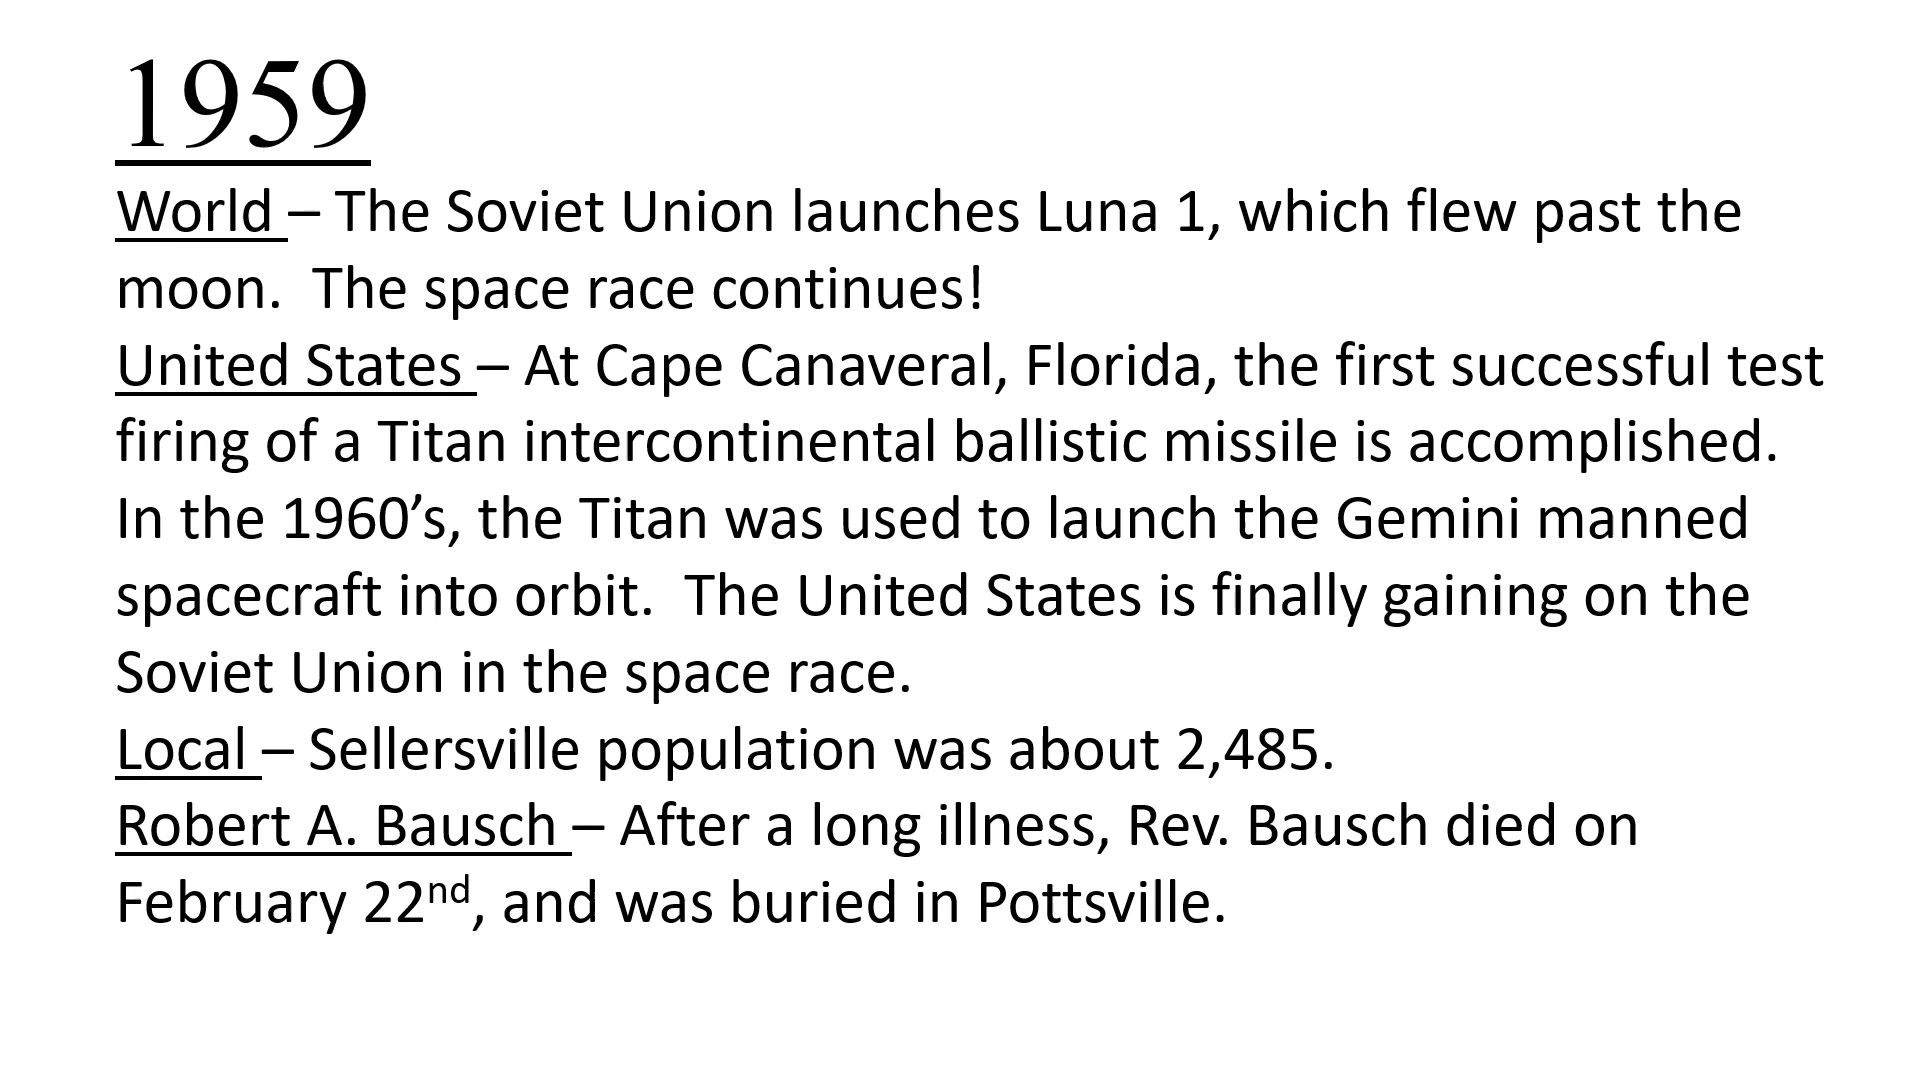 1959
World – The Soviet Union launches Luna 1, which flew past the
moon.  The space race continues!
United States – At Cape Canaveral, Florida, the first successful test
firing of a Titan intercontinental ballistic missile is accomplished.
In the 1960’s, the Titan was used to launch the Gemini manned
spacecraft into orbit.  The United States is finally gaining on the
Soviet Union in the space race.
Local – Sellersville population was about 2,485.
Robert A. Bausch – After a long illness, Rev. Bausch died on
February 22nd, and was buried in Pottsville.